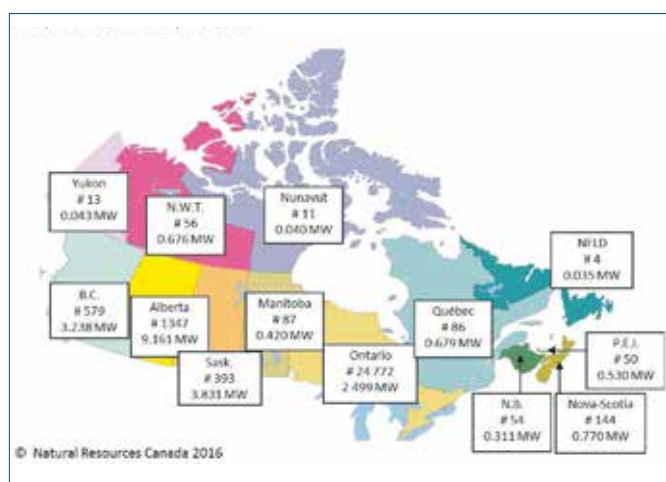 Yukon
# 13
0.043 MW
N.W.T.
# 56
0.676 MW
Nunavut
# 11
0.040 MW
NFLD
# 4
0.035 MW
B.C.
# 579
3.238 MW
Alberta
# 1347
9.161 MW
Sask.
# 393
3.831 MW
Manitoba
# 87
0.420 MW
Ontario
# 24 772
2 499 MW
Québec
# 86
0.679 MW
P.E.I.
# 50
0.530 MW
N.B.
# 54
0.311 MW
Nova-Scotia
# 144
0.770 MW
© Natural Resources Canada 2016